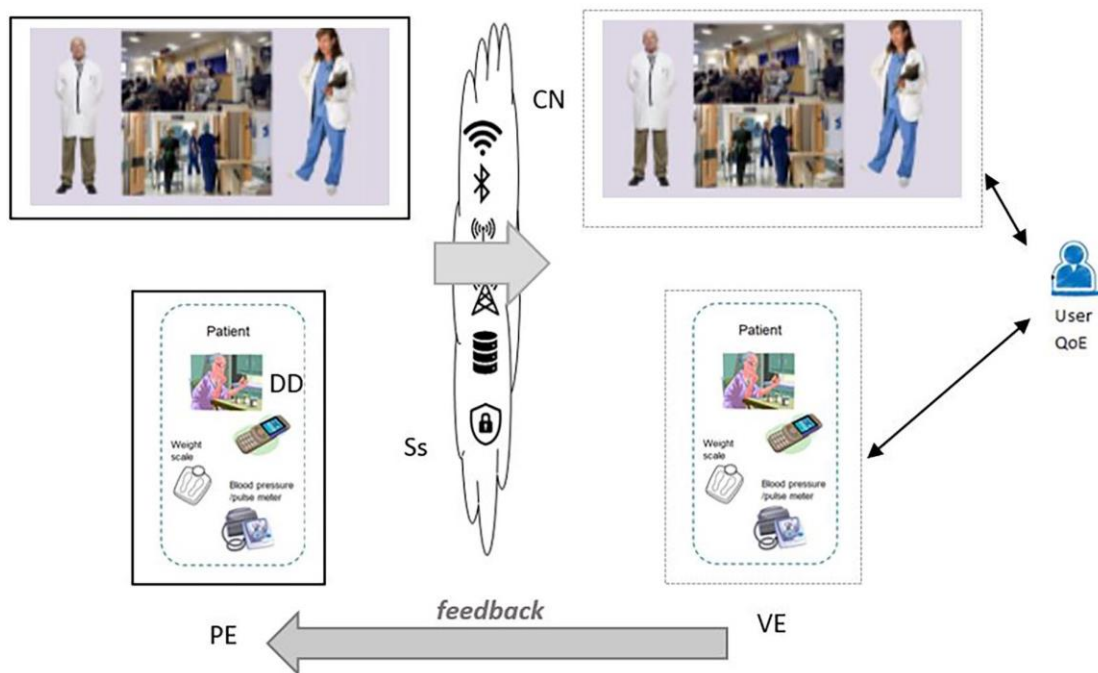 CN
User
QoE
Patient
DD
Weight
scale
Blood pressure
/pulse meter
Ss
Patient
Weight
scale
Blood pressure
/pulse meter
feedback
PE
VE